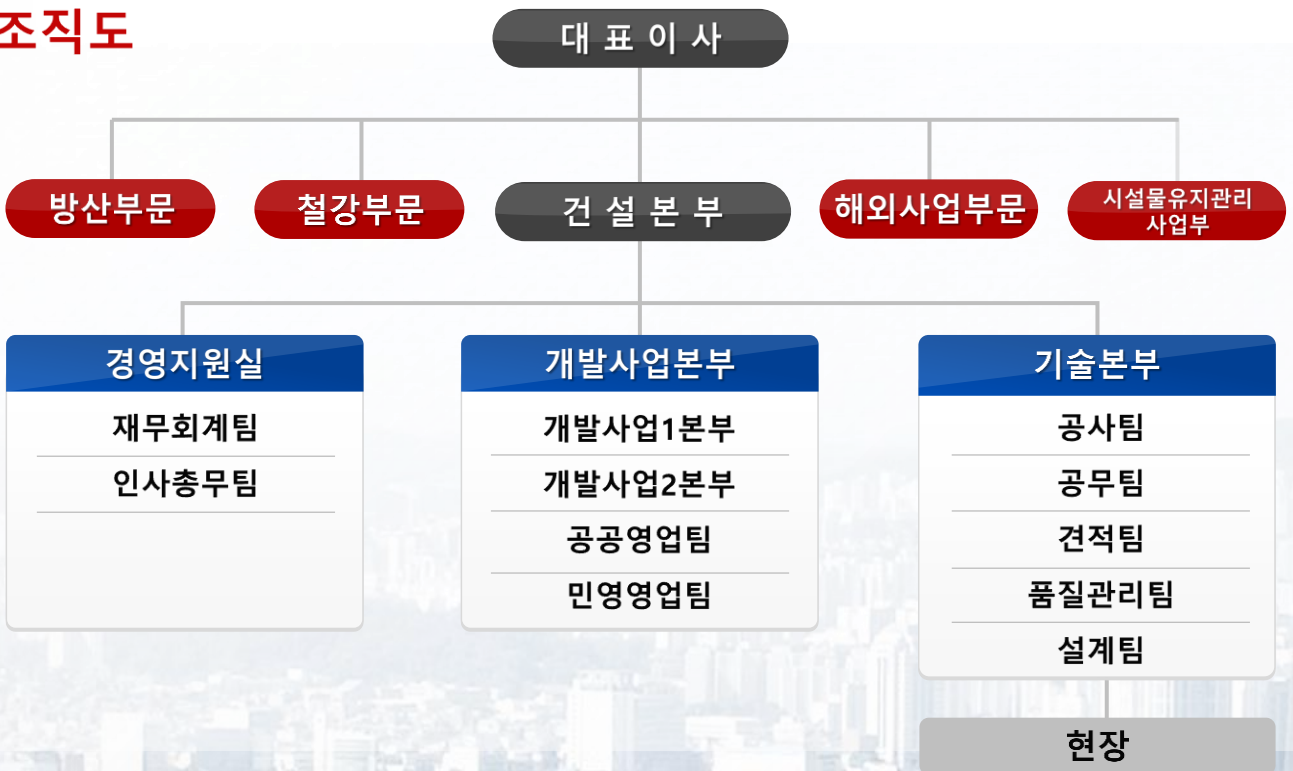 조직도
대 표 이 사
방산부문
철강부문
건 설 본 부
해외사업부문
시설물유지관리
사업부
경영지원실
재무회계팀
인사총무팀
개발사업본부
개발사업1본부
개발사업2본부
공공영업팀
민영영업팀
기술본부
공사팀
공무팀
견적팀
품질관리팀
설계팀
현장